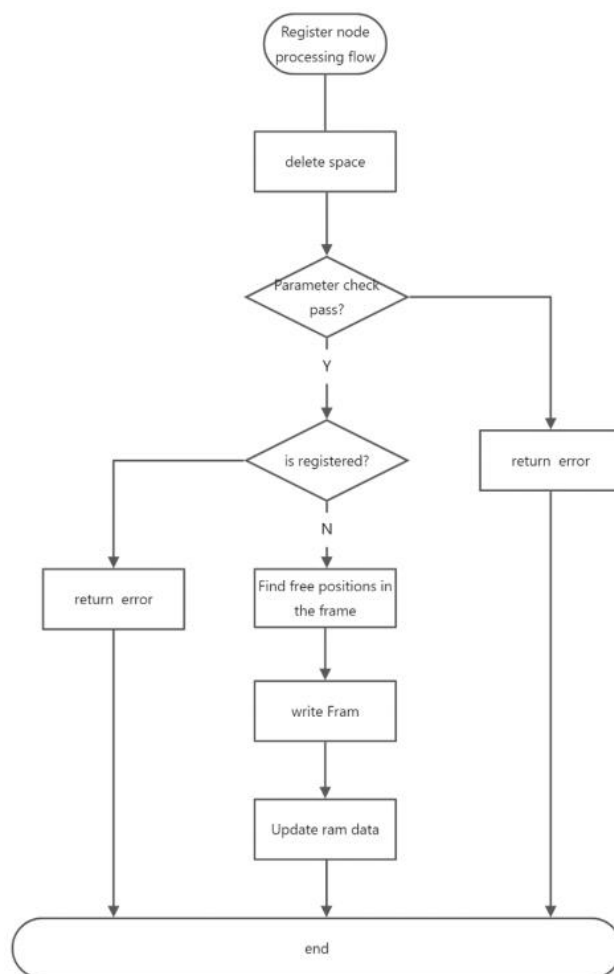 Register node
processing flow
delete space
Parameter check
pass?
Y
is registered?
return  error
N
return  error
Find free positions in
the frame
write Fram
Update ram data
end